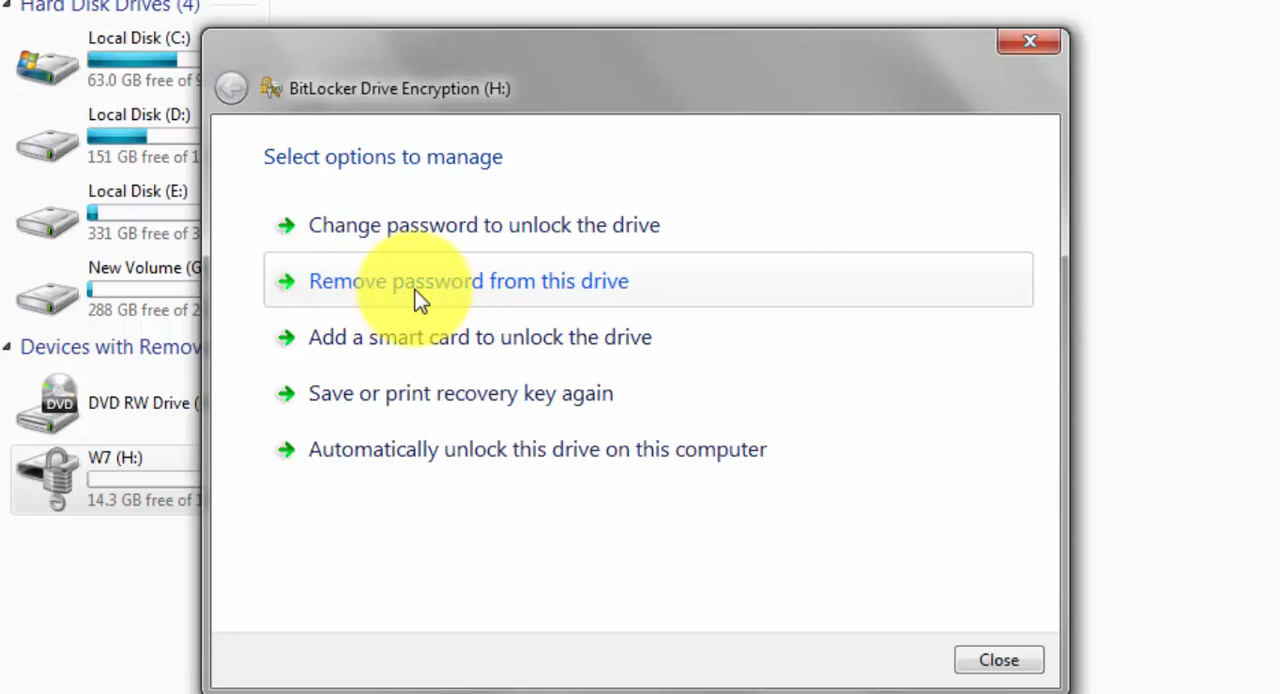 Hard Disk Drives (4)
Local Disk (C:)
63.0 GB free of 9
Local Disk (D:)
151 GB free of 1
Local Disk (E:)
331 GB free of 3
New Volume (G
288 GB free of 2
Devices with Remov
DVD
DVD RW Drive (
W7 (H:)
14.3 GB free of 1
BitLocker Drive Encryption (H:)
Select options to manage
Change password to unlock the drive
Remove password from this drive
Add a smart card to unlock the drive
Save or print recovery key again
Automatically unlock this drive on this computer
Close